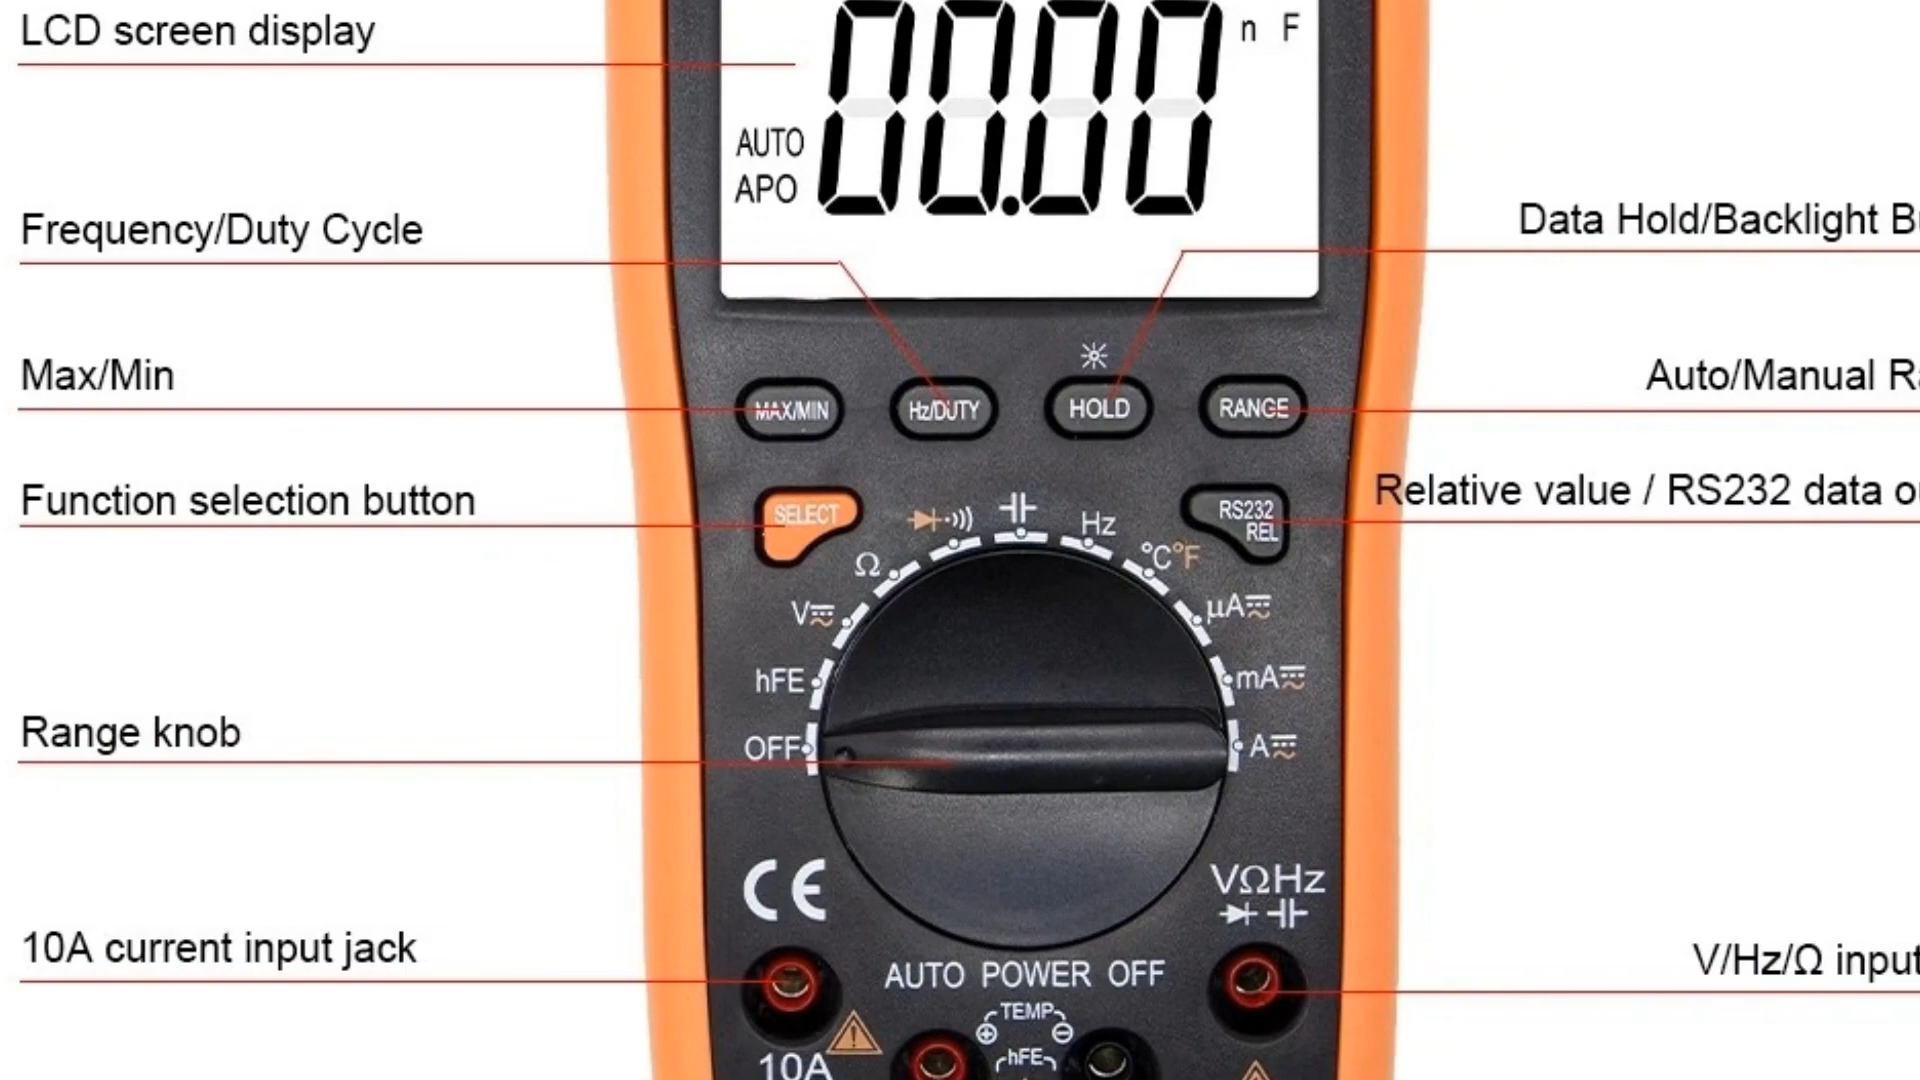 LCD screen display
00.00 n F
AUTO
APO
Frequency/Duty Cycle
Data Hold/Backlight
Max/Min
Auto/Manual
MAX/MIN
Hz/DUTY
HOLD
RANGE
Function selection button
Relative value / RS232 data
SELECT
RS232
REL
Hz
°C°F
Ω
V
μA
hFE
mA
Range knob
OFF
A
CE
VΩHz
10A current input jack
V/Hz/Ω input
AUTO POWER OFF
TEMP
hFE
10A